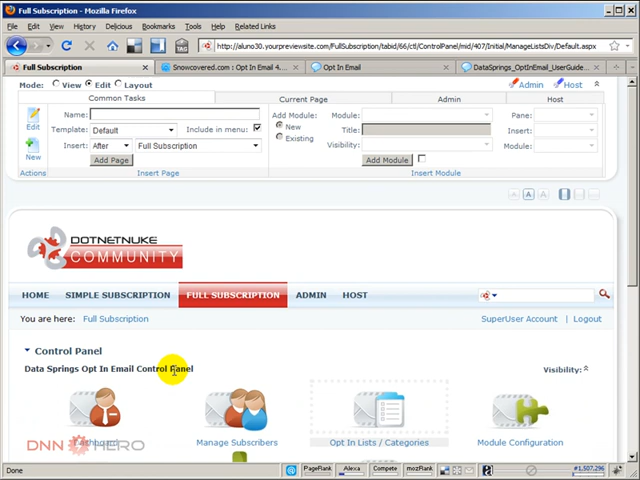 Full Subscription - Mozilla Firefox
File Edit View History Delicious Bookmarks Tools Help Related Links
http://aluno30.yourpreviewsite.com/FullSubscription/tabid/66/ctl/ControlPanel/mid/407/Initial/ManageListsDiv/Default.aspx
Full Subscription
Snowcovered.com : Opt In Email 4....
Opt In Email
DataSprings_OptInEmail_UserGuide...
Mode: View Edit Layout
Admin Host
Common Tasks Current Page Admin Host
Edit
New
Actions
Name:
Template: Default Include in menu:
Insert: After Full Subscription
Add Page
Insert Page
Add Module: New Existing
Module:
Title:
Visibility:
Add Module
Insert Module
Pane:
Insert:
Module:
DOTNETNUKE
COMMUNITY
HOME SIMPLE SUBSCRIPTION FULL SUBSCRIPTION ADMIN HOST
You are here: Full Subscription
SuperUser Account | Logout
Control Panel
Data Springs Opt In Email Control Panel
Visibility:
Manage Subscribers
Opt In Lists / Categories
Module Configuration
DNN HERO
Done
PageRank Alexa Compete mozRank
#1,507,296